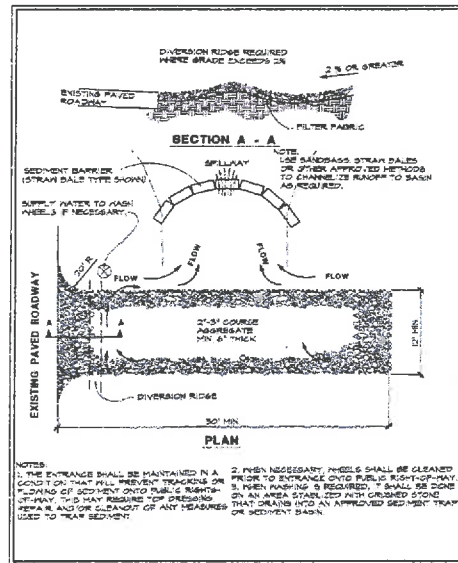 DIVERSION RIDGE REQUIRED
WHERE GRADE EXCEEDS 2%
2% OR GREATER
EXISTING PAVED
ROADWAY
FILTER FABRIC
SECTION A - A
SPILLWAY
NOTE:
USE SANDBAGS, STRAW BALES
OR OTHER APPROVED METHODS
TO CHANNELIZE RUNOFF TO BASIN
AS REQUIRED.
SEDIMENT BARRIER
(STRAW BALE TYPE SHOWN)
SUPPLY WATER TO WASH
WHEELS IF NECESSARY
20' R.
FLOW
FLOW
FLOW
FLOW
EXISTING PAVED ROADWAY
A
A
2"-3" COURSE
AGGREGATE
MIN. 6" THICK
12' MIN.
DIVERSION RIDGE
50' MIN.
PLAN
NOTES:
1. THE ENTRANCE SHALL BE MAINTAINED IN A
CONDITION THAT WILL PREVENT TRACKING OR
FLOWING OF SEDIMENT ONTO PUBLIC RIGHTS-
OF-WAY. THIS MAY REQUIRE TOP DRESSING,
REPAIR AND/OR CLEANOUT OF ANY MEASURES
USED TO TRAP SEDIMENT.
2. WHEN NECESSARY, WHEELS SHALL BE CLEANED
PRIOR TO ENTRANCE ONTO PUBLIC RIGHT-OF-WAY.
3. WHEN WASHING IS REQUIRED, IT SHALL BE DONE
ON AN AREA STABILIZED WITH CRUSHED STONE
THAT DRAINS INTO AN APPROVED SEDIMENT TRAP
OR SEDIMENT BASIN.